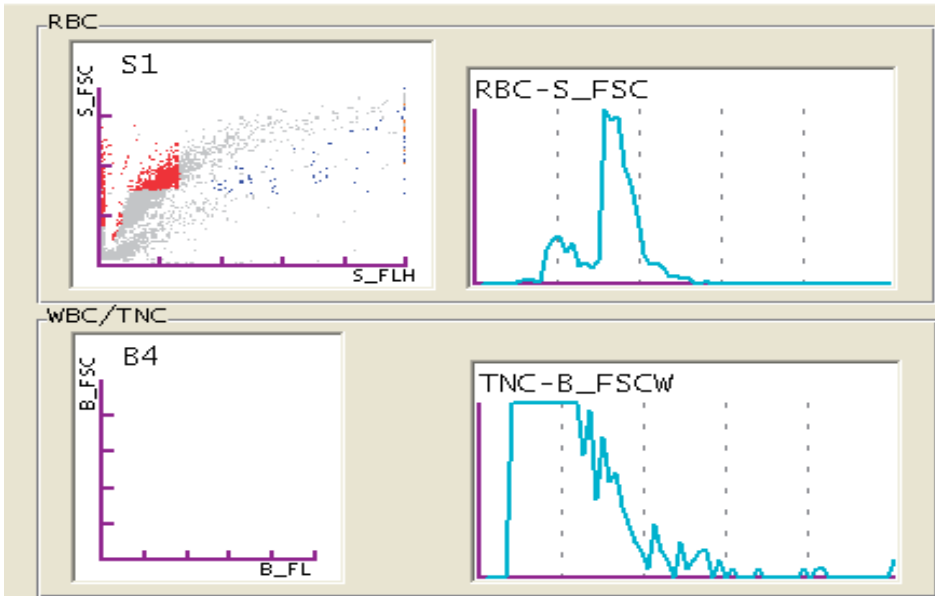 RBC
S1
S_FSC
S_FLH
RBC-S_FSC
WBC/TNC
B4
B_FSC
B_FL
TNC-B_FSCW